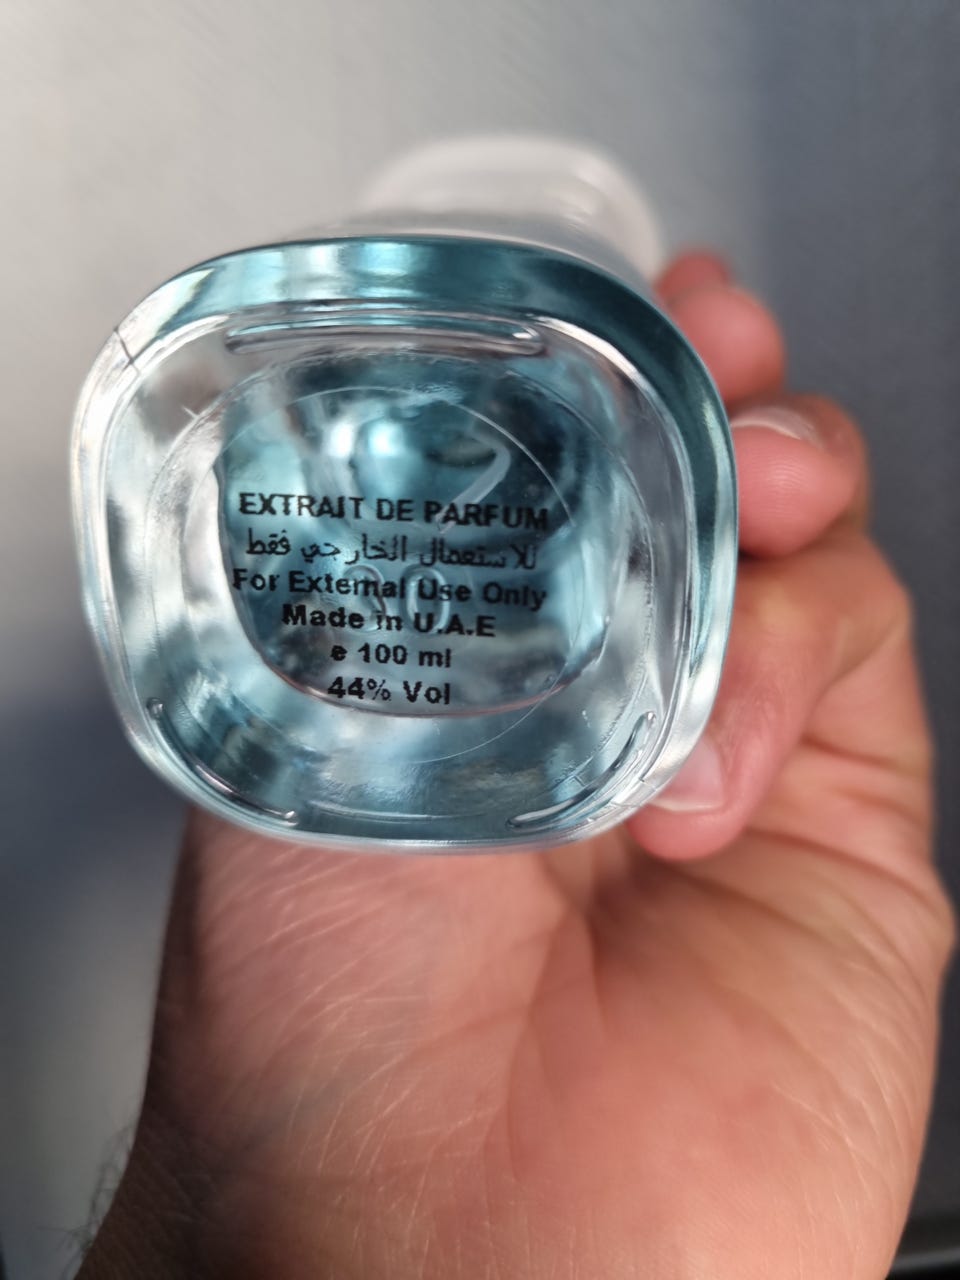 EXTRAIT DE PARFUM
للاستعمال الخارجي فقط
For External Use Only
Made in U.A.E
e 100 ml
44% Vol